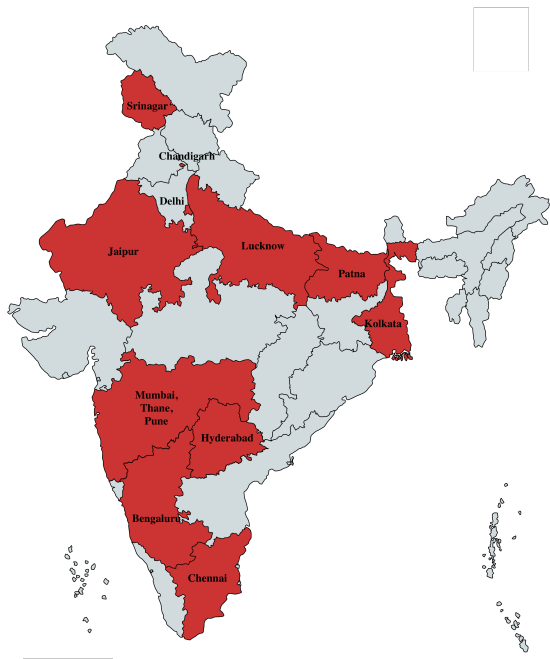 Srinagar
Chandigarh
Delhi
Jaipur
Lucknow
Patna
Kolkata
Mumbai,
Thane,
Pune
Hyderabad
Bengaluru
Chennai